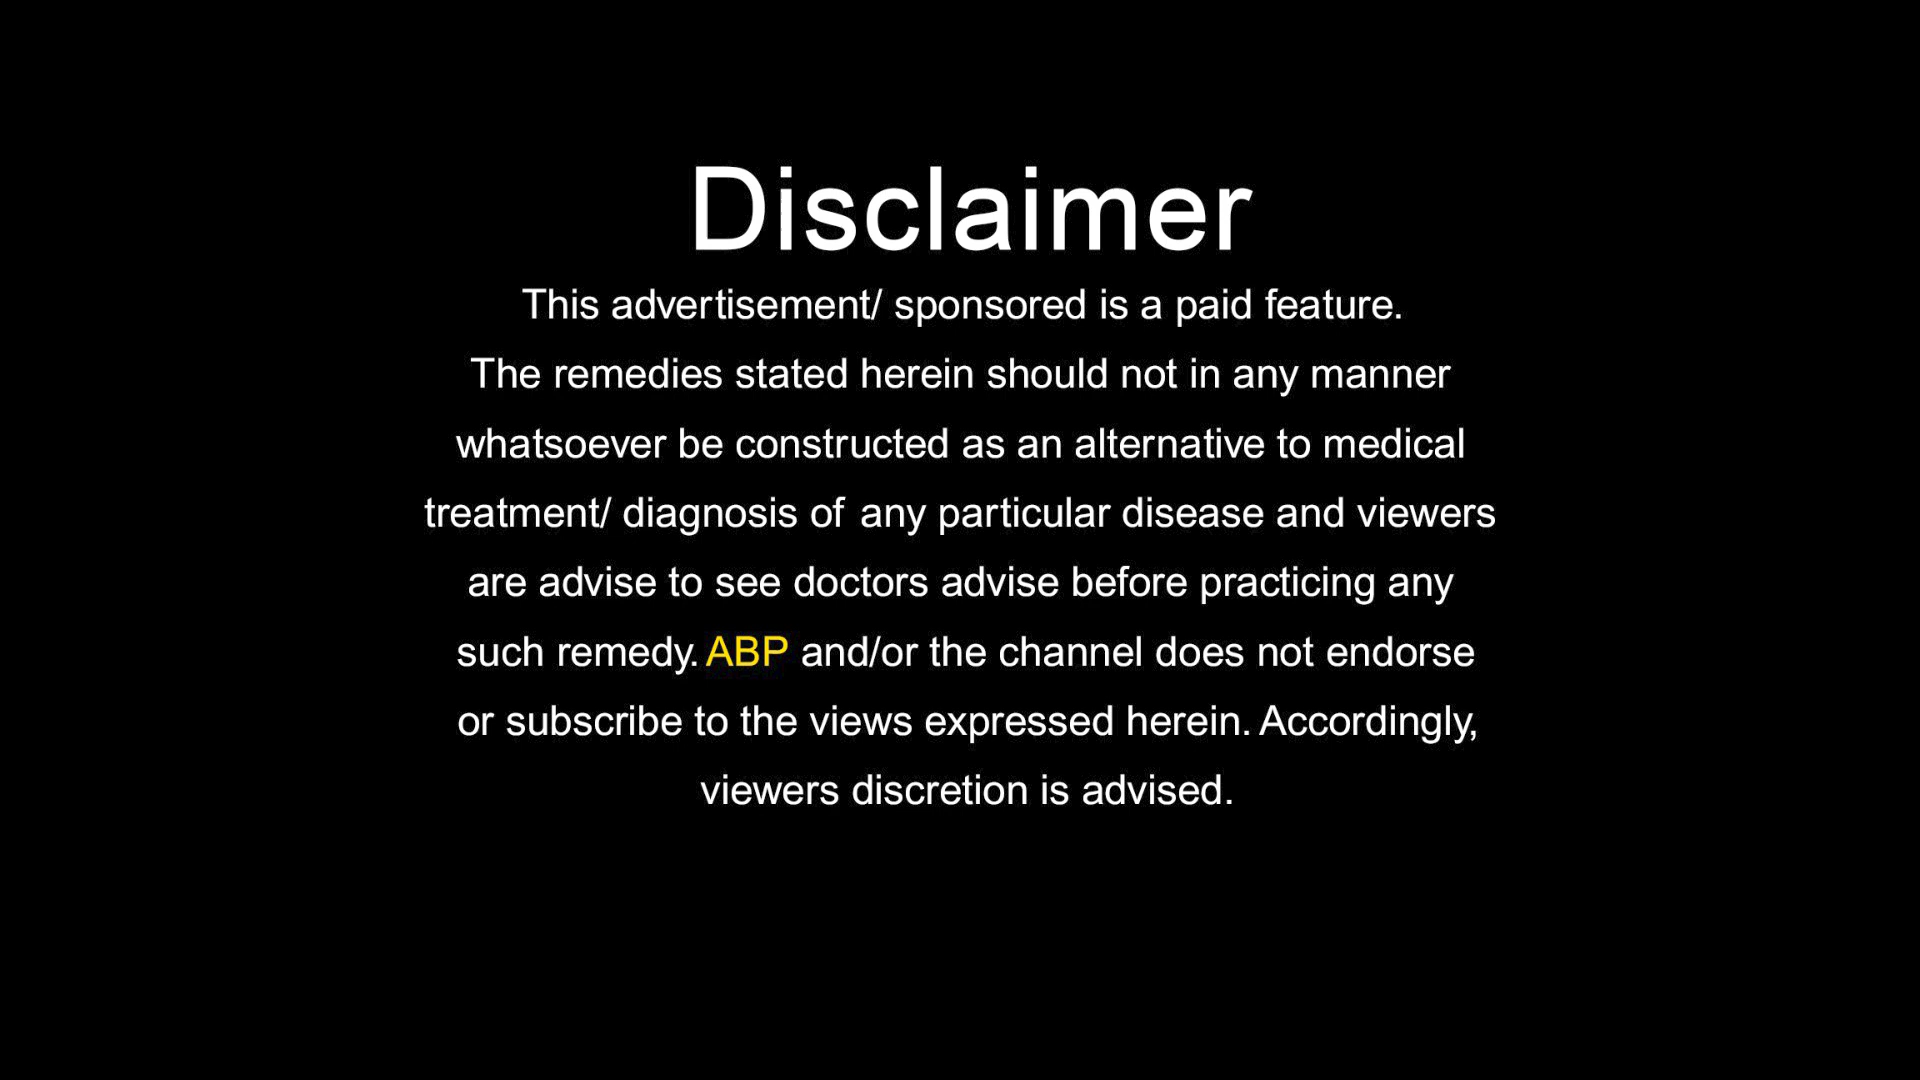 Disclaimer
This advertisement/ sponsored is a paid feature.
The remedies stated herein should not in any manner
whatsoever be constructed as an alternative to medical
treatment/ diagnosis of any particular disease and viewers
are advise to see doctors advise before practicing any
such remedy. ABP and/or the channel does not endorse
or subscribe to the views expressed herein. Accordingly,
viewers discretion is advised.